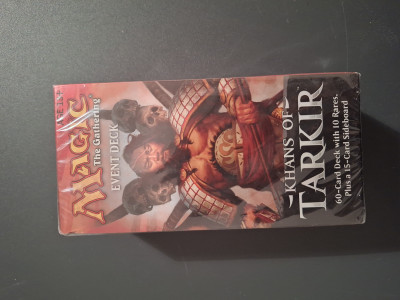 MAGIC
The Gathering
EVENT DECK
KHANS OF
TARKIR
60-Card Deck with 10 Rares,
Plus a 15-Card Sideboard